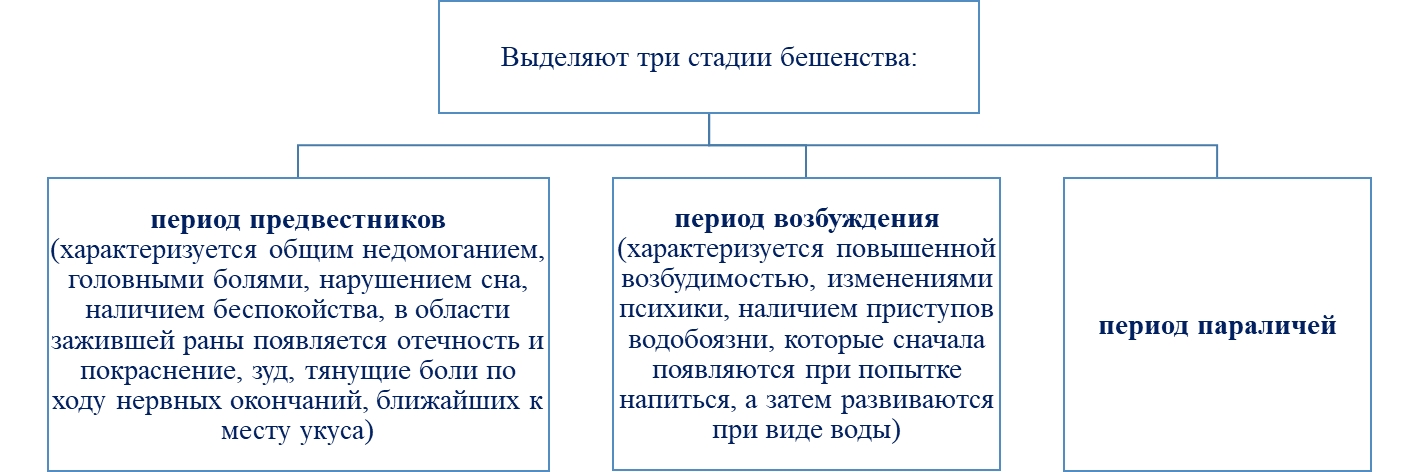 Выделяют три стадии бешенства:
период предвестников
(характеризуется общим недомоганием,
головными болями, нарушением сна,
наличием беспокойства, в области
зажившей раны появляется отечность и
покраснение, зуд, тянущие боли по
ходу нервных окончаний, ближайших к
месту укуса)
период возбуждения
(характеризуется повышенной
возбудимостью, изменениями
психики, наличием приступов
водобоязни, которые сначала
появляются при попытке
напиться, а затем развиваются
при виде воды)
период параличей